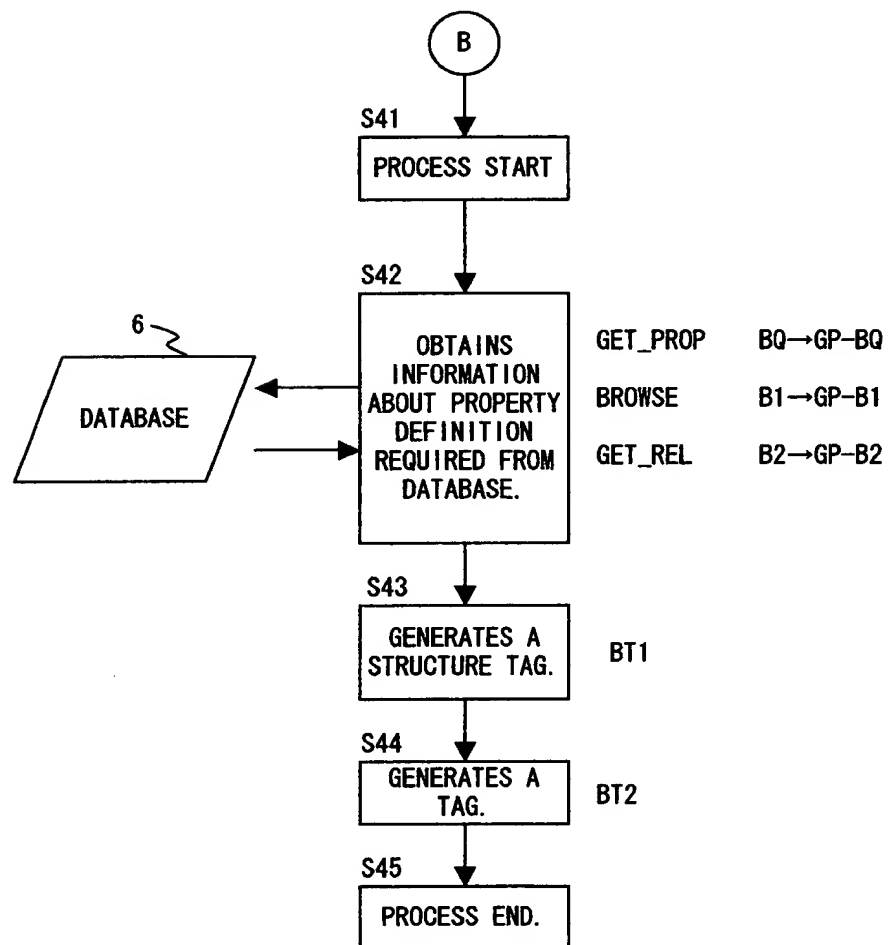 B
S41
PROCESS START
S42
6
DATABASE
OBTAINS
INFORMATION
ABOUT PROPERTY
DEFINITION
REQUIRED FROM
DATABASE.
GET_PROP BQ→GP-BQ
BROWSE B1→GP-B1
GET_REL B2→GP-B2
S43
GENERATES A
STRUCTURE TAG.
BT1
S44
GENERATES A
TAG.
BT2
S45
PROCESS END.